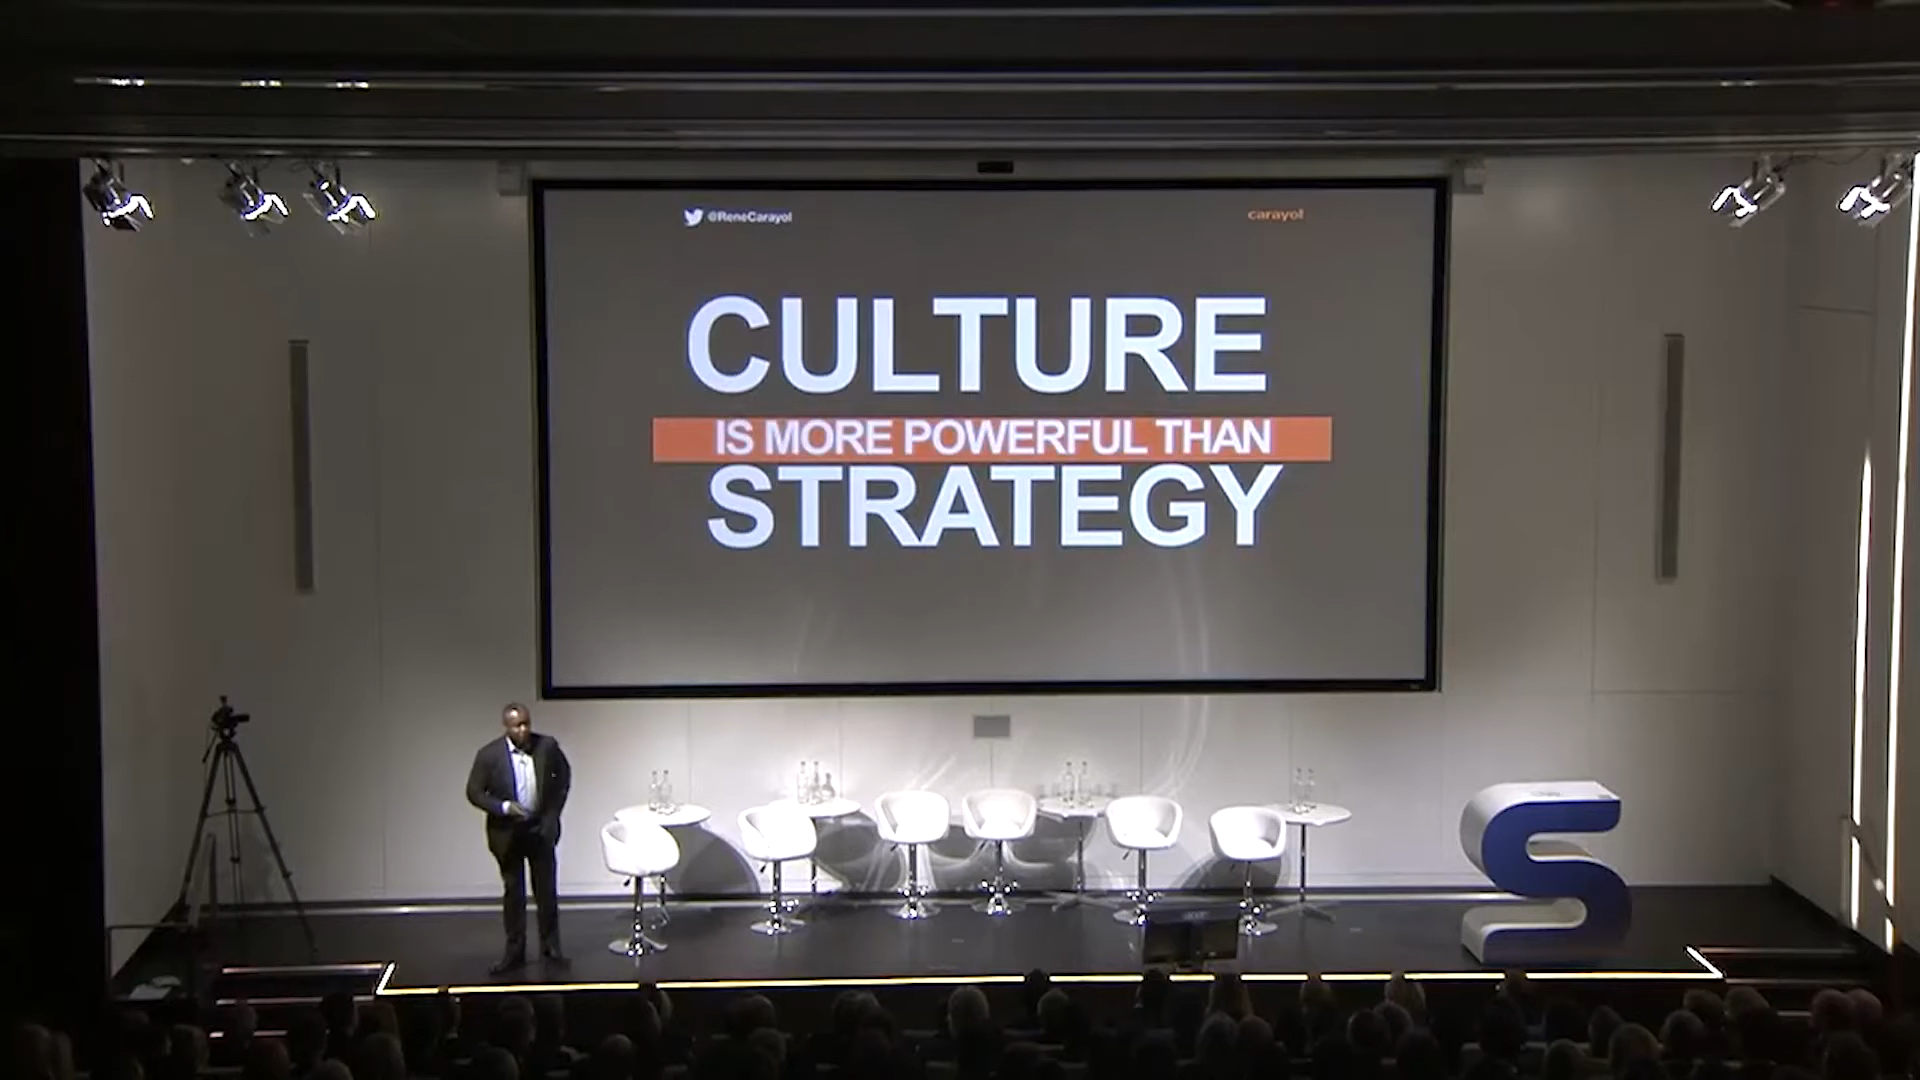 @ReneCarayol
carayol
CULTURE
IS MORE POWERFUL THAN
STRATEGY
S